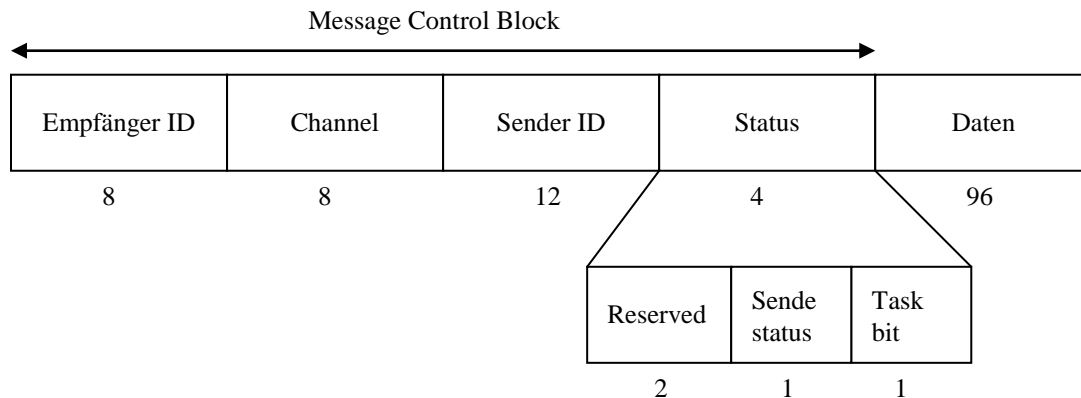 Message Control Block
Empfänger ID
Channel
Sender ID
Status
Daten
8
8
12
4
96
Reserved
Sende
status
Task
bit
2
1
1